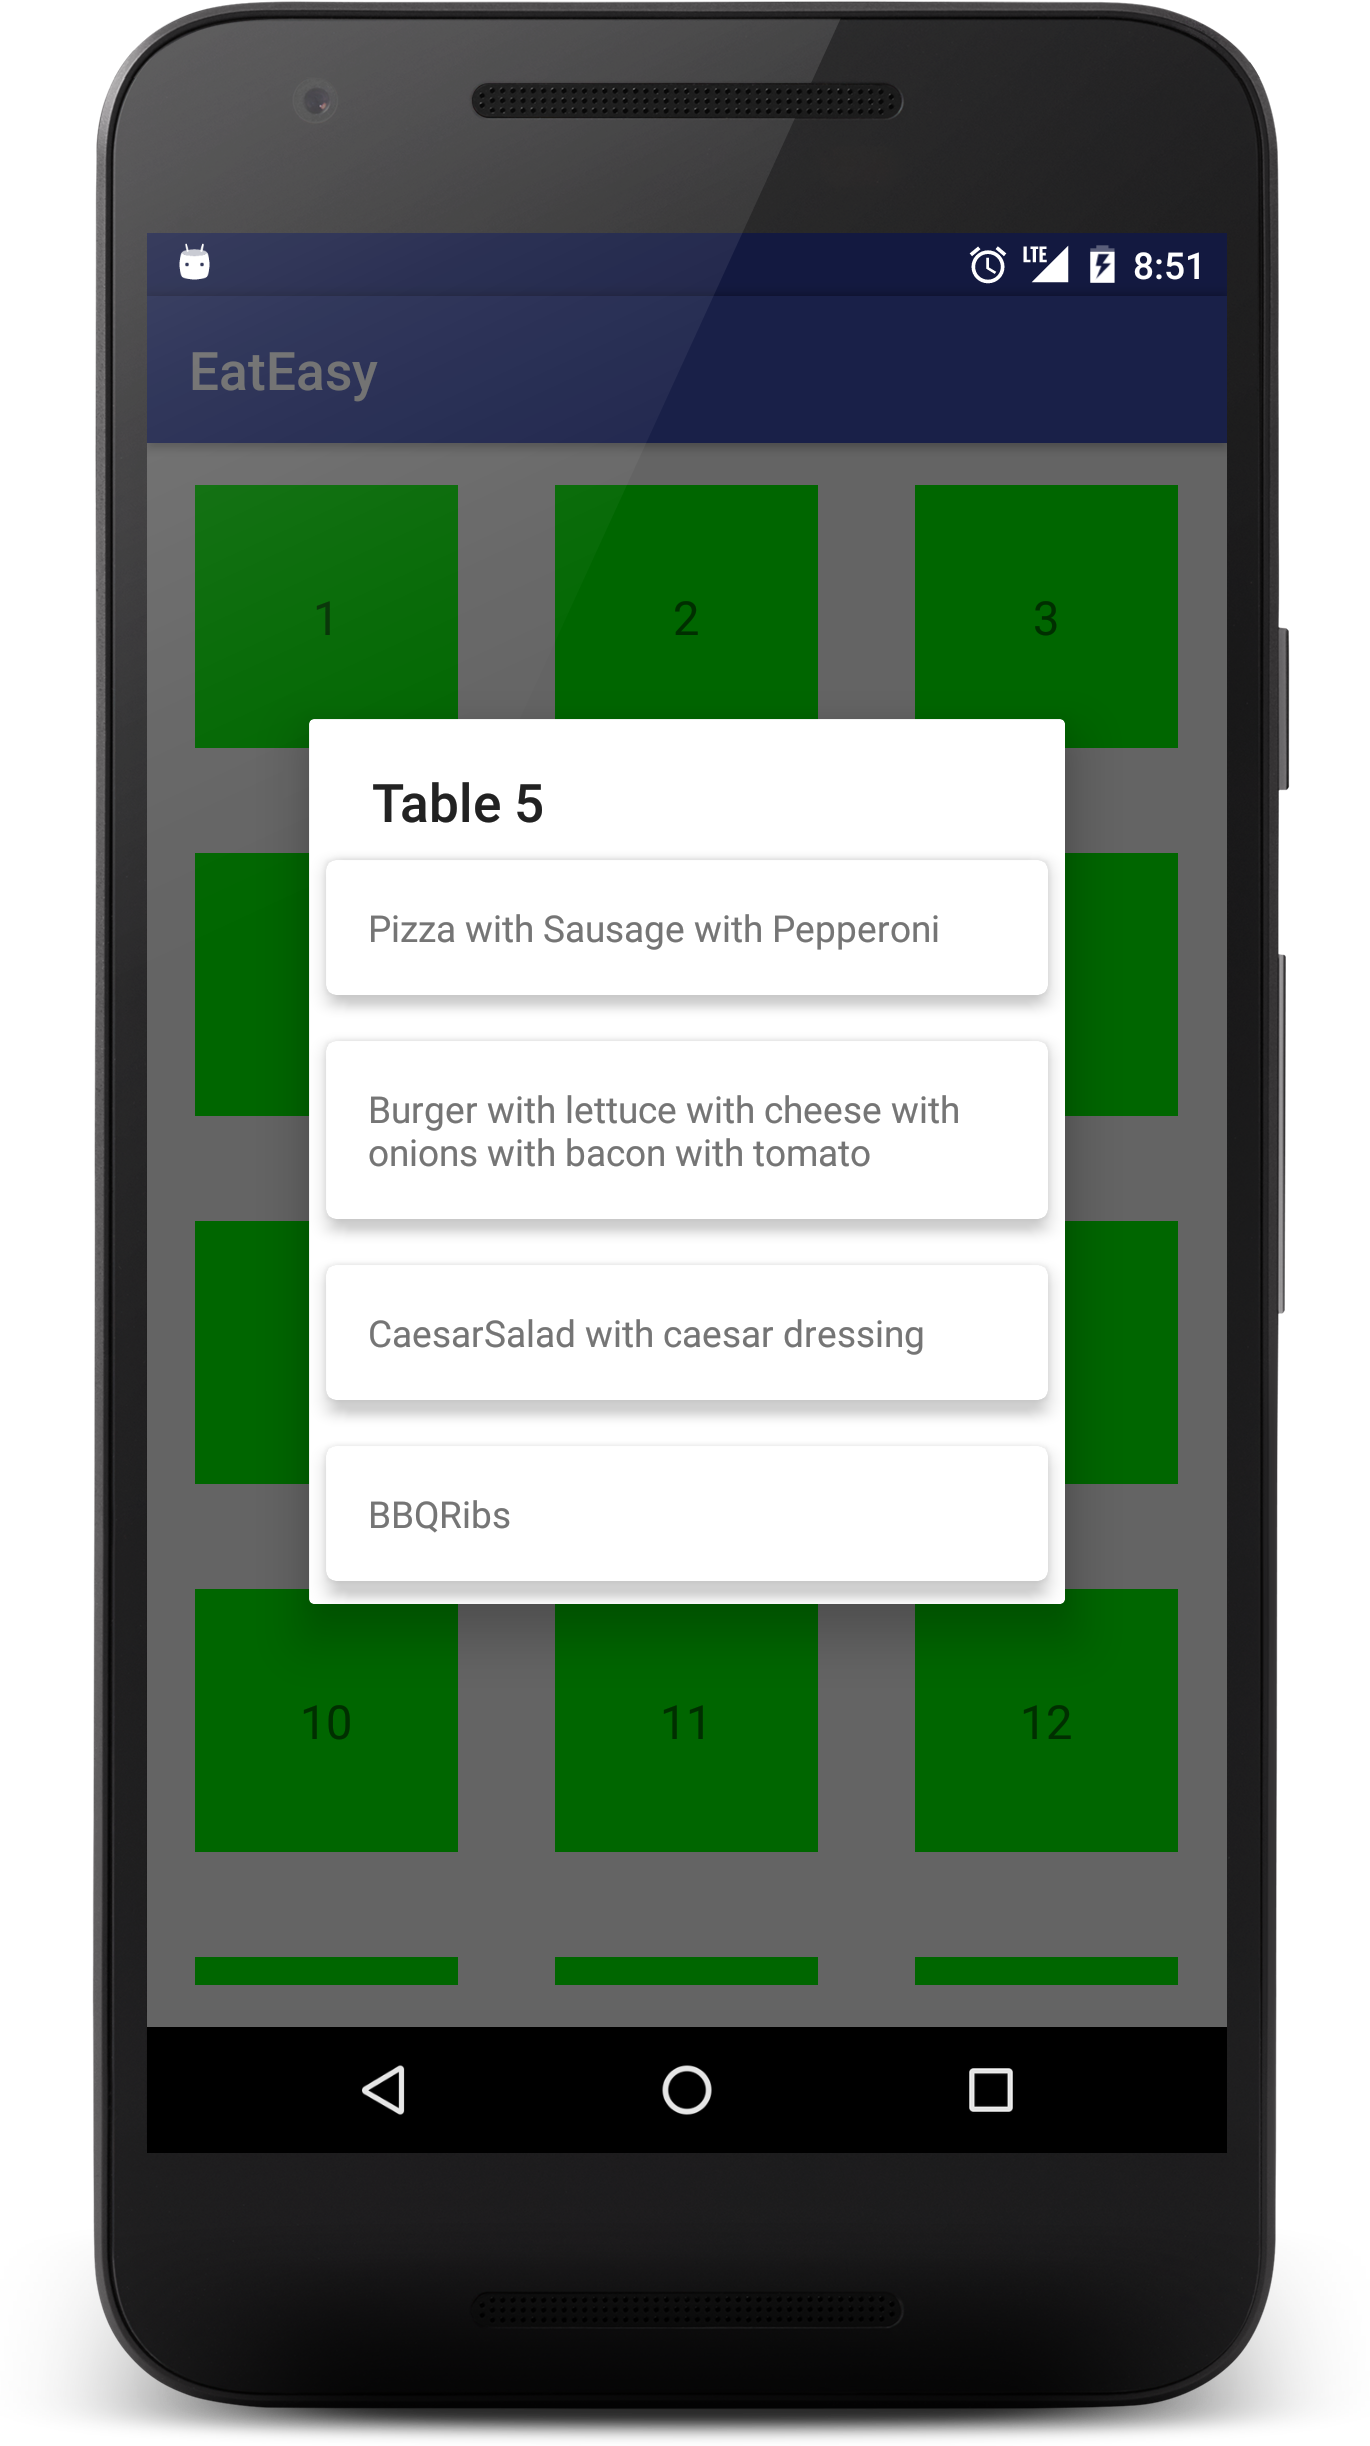 LTE 8:51
EatEasy
1 2 3
Table 5
Pizza with Sausage with Pepperoni
Burger with lettuce with cheese with
onions with bacon with tomato
CaesarSalad with caesar dressing
BBQRibs
10 11 12